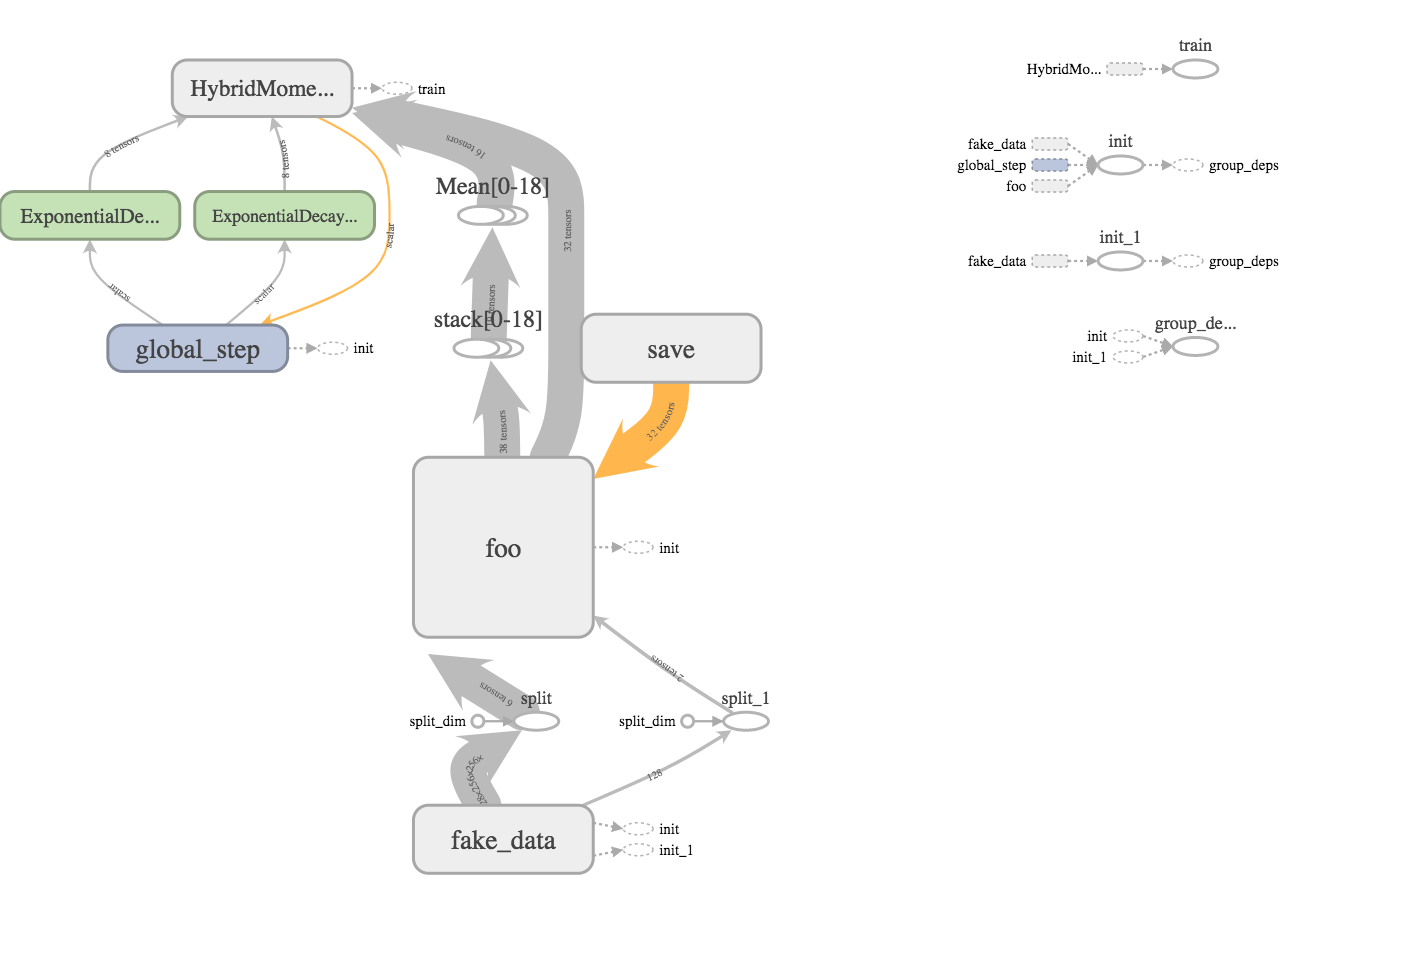 HybridMome...
train
8 tensors
8 tensors
ExponentialDe...
ExponentialDecay...
scalar
scalar
scalar
global_step
init
16 tensors
Mean[0-18]
32 tensors
tensors
stack[0-18]
save
38 tensors
32 tensors
foo
init
2 tensors
6 tensors
split
split_1
split_dim
split_dim
28x256x256x
128
fake_data
init
init_1
train
HybridMo...
init
fake_data
global_step
foo
group_deps
init_1
fake_data
group_deps
group_de...
init
init_1